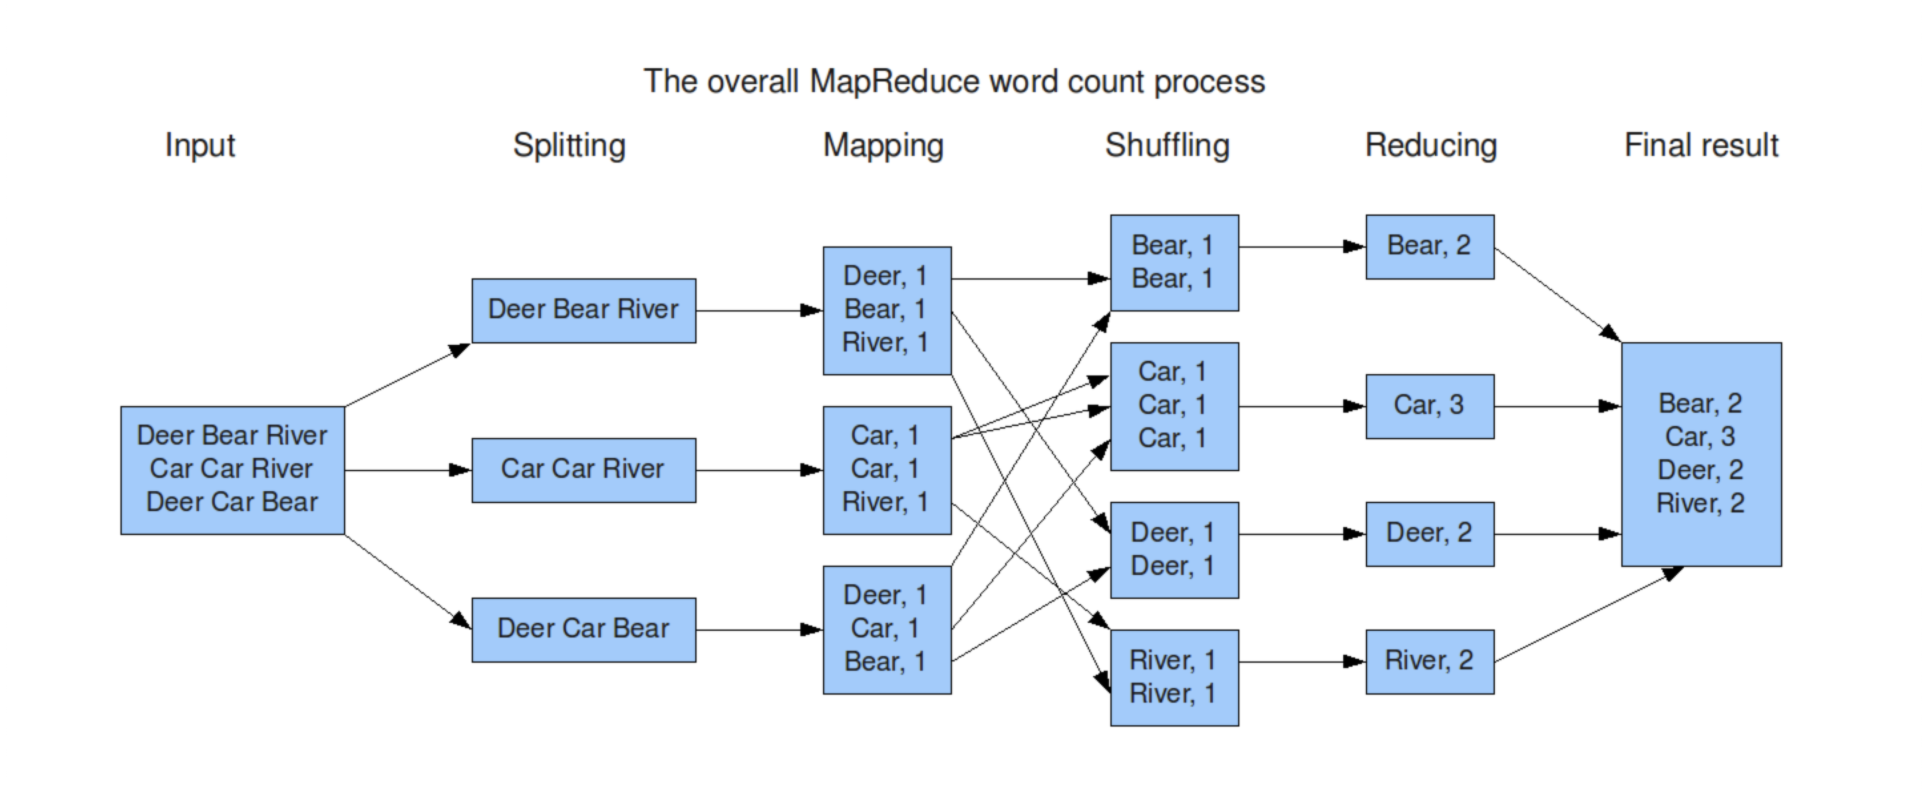 The overall MapReduce word count process
Input
Splitting
Mapping
Shuffling
Reducing
Final result
Deer Bear River
Car Car River
Deer Car Bear
Deer Bear River
Car Car River
Deer Car Bear
Deer, 1
Bear, 1
River, 1
Car, 1
Car, 1
River, 1
Deer, 1
Car, 1
Bear, 1
Bear, 1
Bear, 1
Car, 1
Car, 1
Car, 1
Deer, 1
Deer, 1
River, 1
River, 1
Bear, 2
Car, 3
Deer, 2
River, 2
Bear, 2
Car, 3
Deer, 2
River, 2